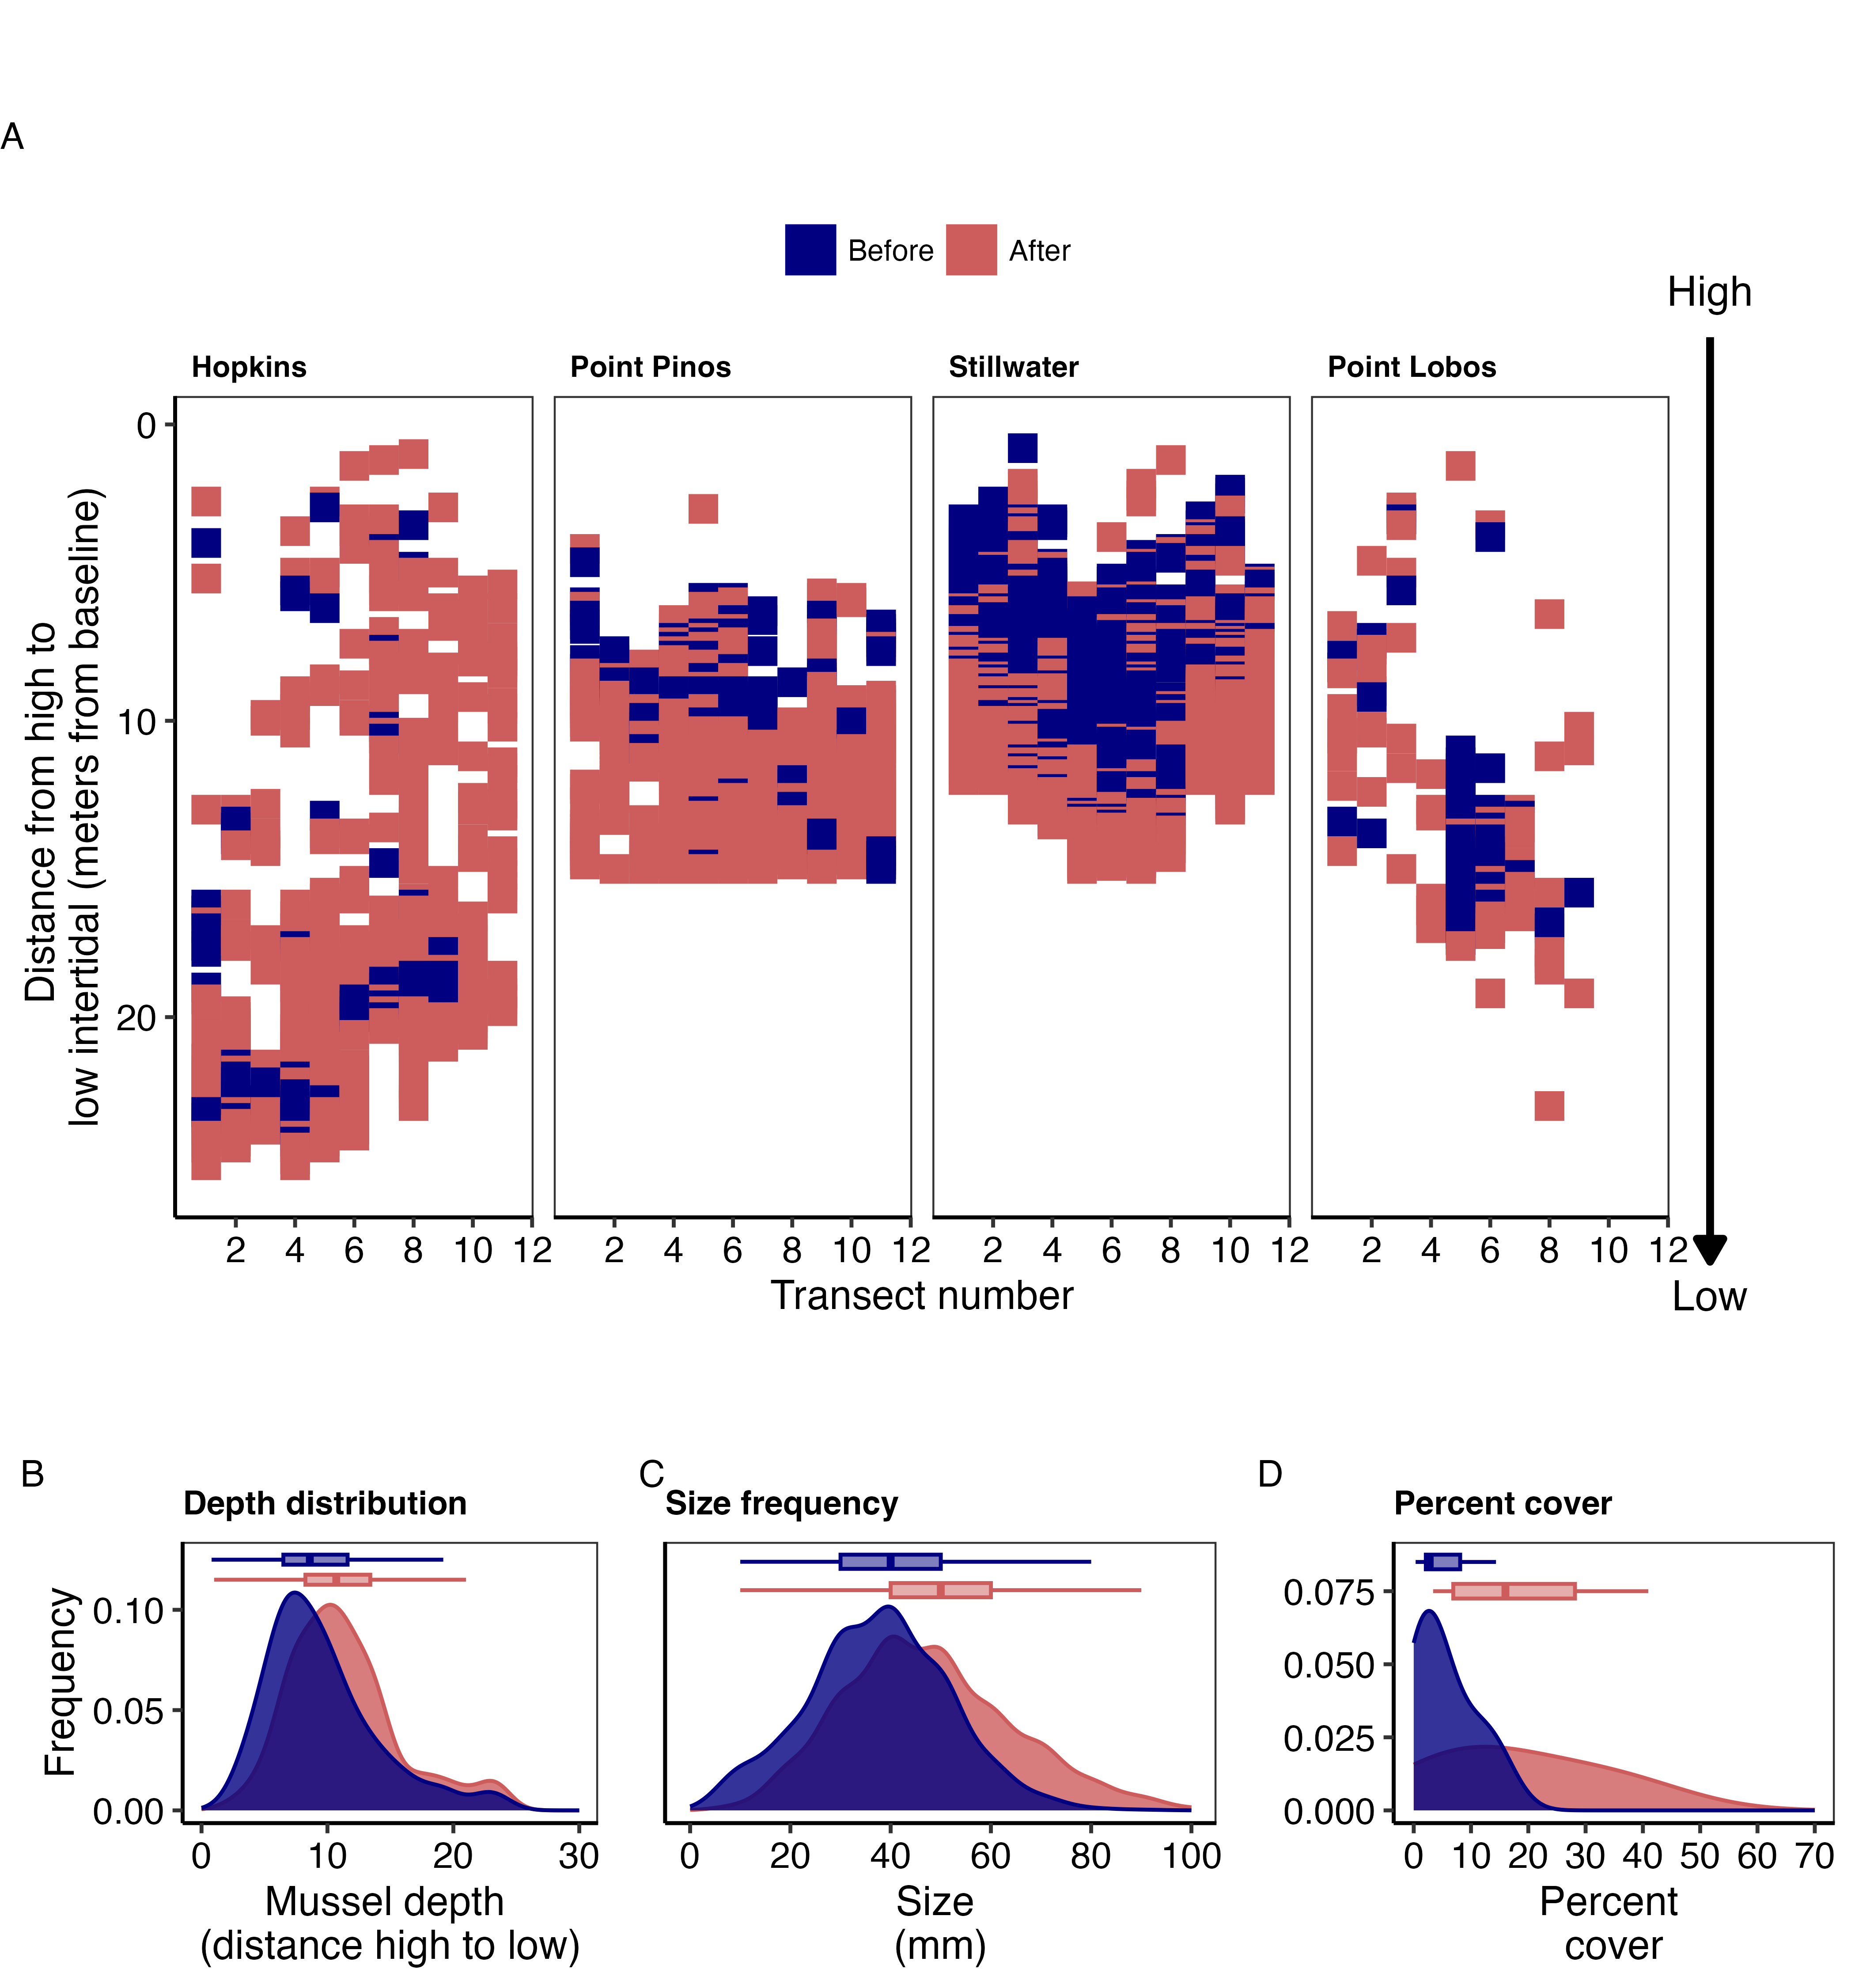 A
Before After
High
Hopkins Point Pinos Stillwater Point Lobos
0
10
20
Distance from high to
low intertidal (meters from baseline)
2 4 6 8 10 12 2 4 6 8 10 12 2 4 6 8 10 12 2 4 6 8 10 12
Transect number
Low
B
Depth distribution
Frequency
0.10
0.05
0.00
0 10 20 30
Mussel depth
(distance high to low)
C
Size frequency
0 20 40 60 80 100
Size
(mm)
D
Percent cover
0.075
0.050
0.025
0.000
0 10 20 30 40 50 60 70
Percent
cover